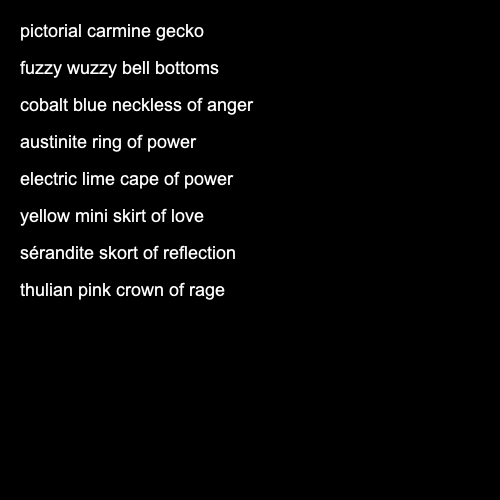 pictorial carmine gecko
fuzzy wuzzy bell bottoms
cobalt blue neckless of anger
austinite ring of power
electric lime cape of power
yellow mini skirt of love
sérandite skort of reflection
thulian pink crown of rage